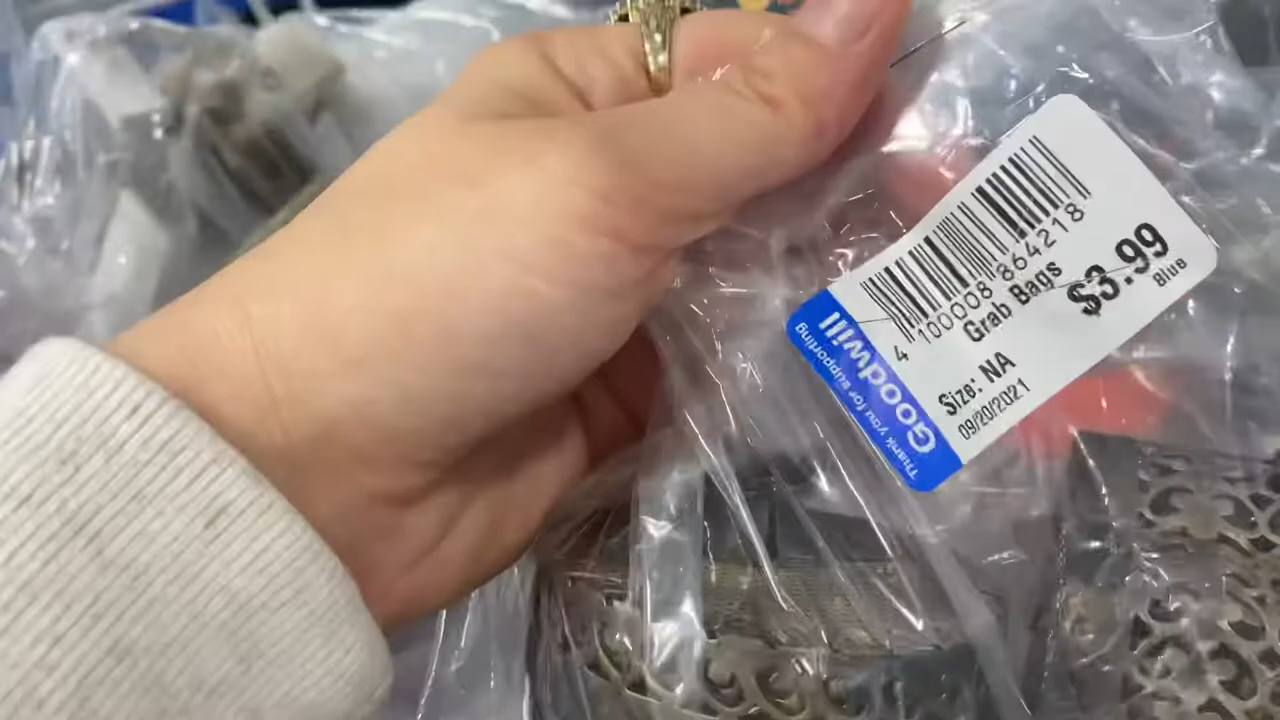 4 100008 864218
Grab Bags
$3.99
Blue
Size: NA
09/20/2021
Goodwill
Thank you for supporting